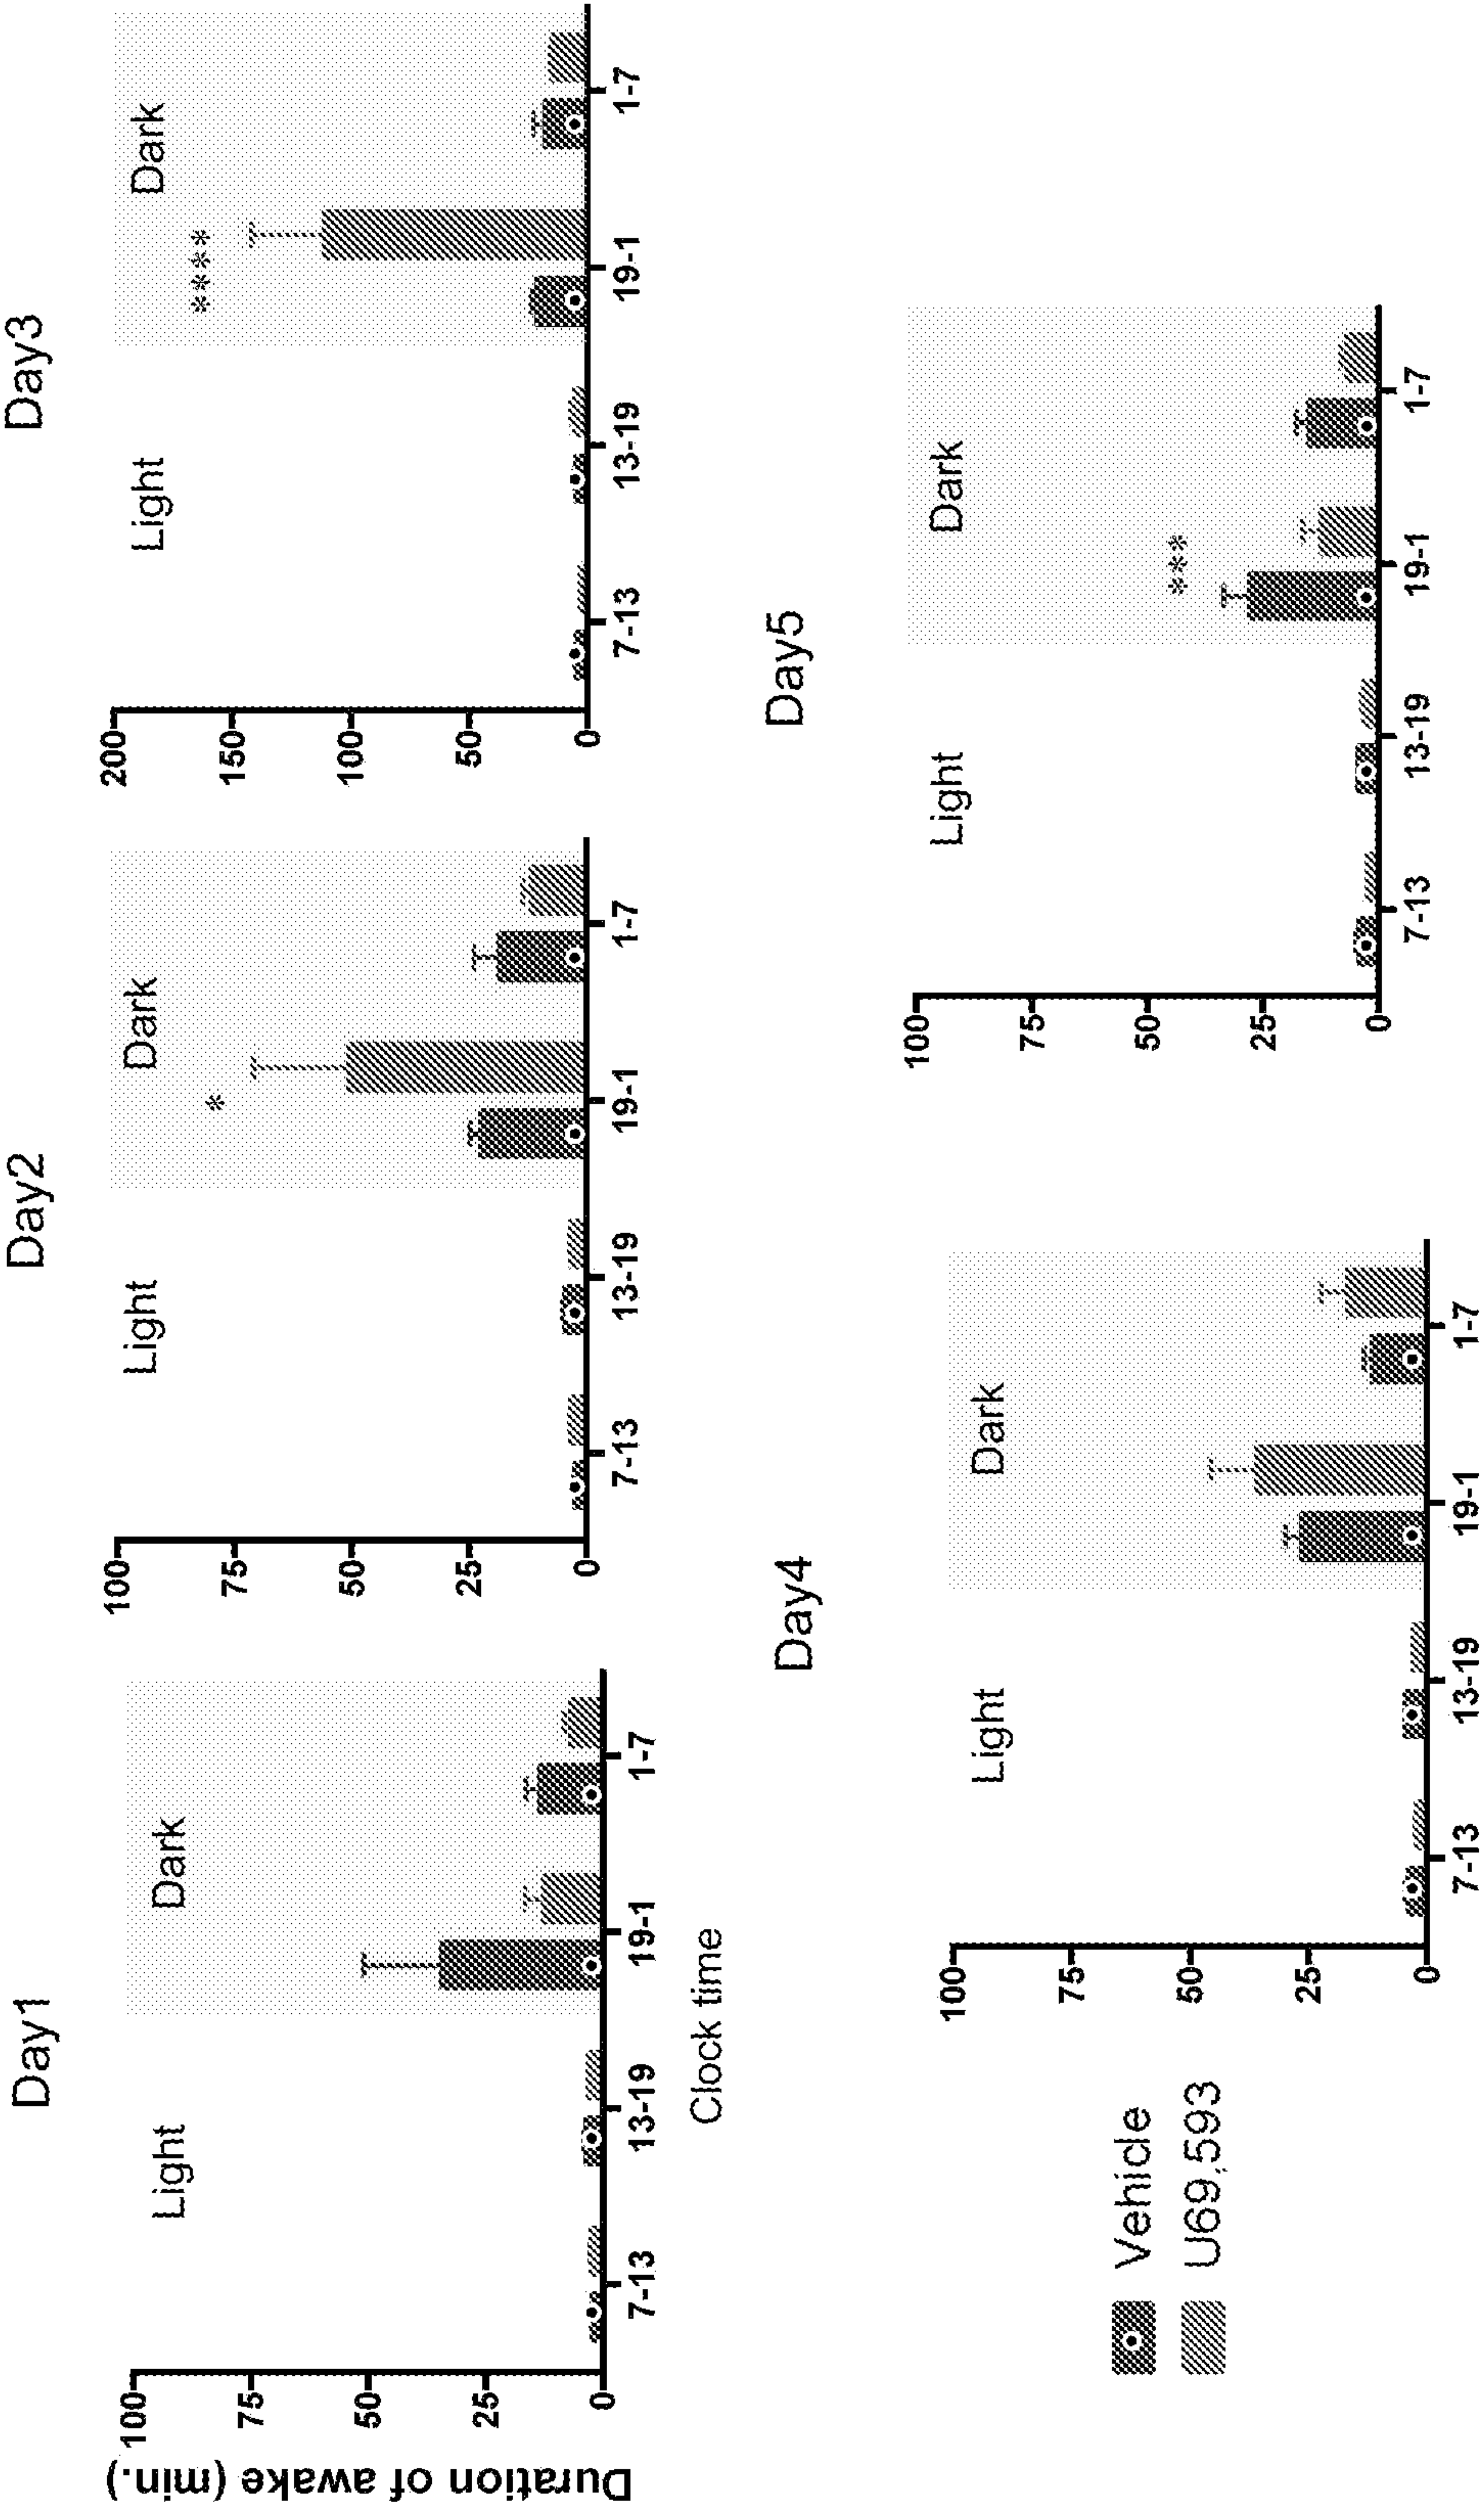 Day1
Light
Dark
Duration of awake (min.)
100
75
50
25
0
7-13
13-19
19-1
1-7
Clock time
Day2
Light
Dark
*
100
75
50
25
0
7-13
13-19
19-1
1-7
Day3
Light
Dark
****
200
150
100
50
0
7-13
13-19
19-1
1-7
Vehicle
U69,593
Day4
Light
Dark
100
75
50
25
0
7-13
13-19
19-1
1-7
Day5
Light
Dark
***
100
75
50
25
0
7-13
13-19
19-1
1-7